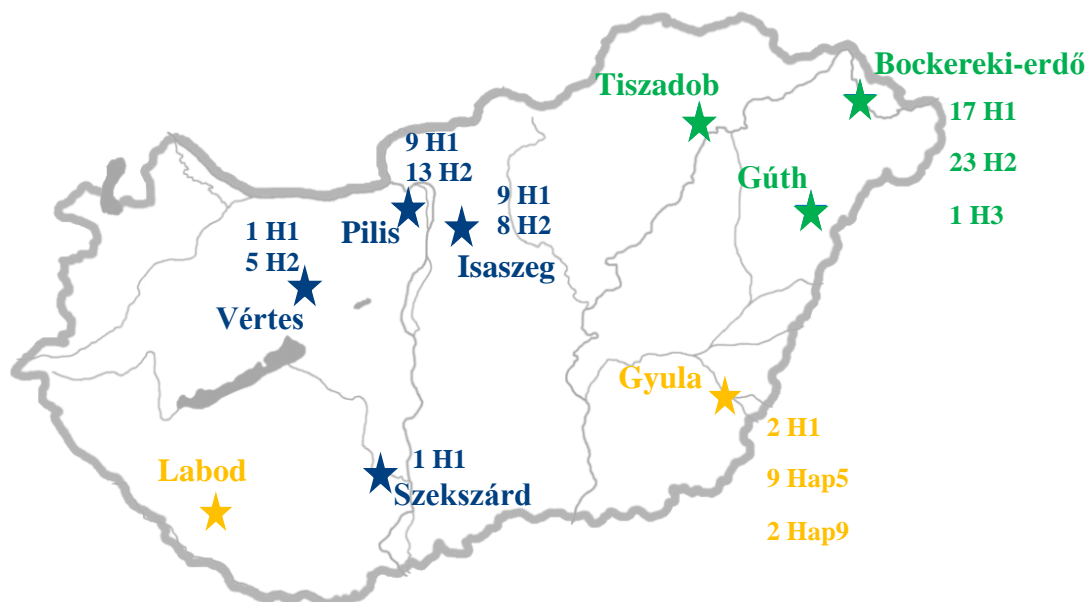 Bockereki-erdő
Tiszadob
17 H1
9 H1
13 H2
23 H2
Gúth
9 H1
8 H2
1 H3
Pilis
1 H1
5 H2
Isaszeg
Vértes
Gyula
2 H1
1 H1
Labod
Szekszárd
9 Hap5
2 Hap9